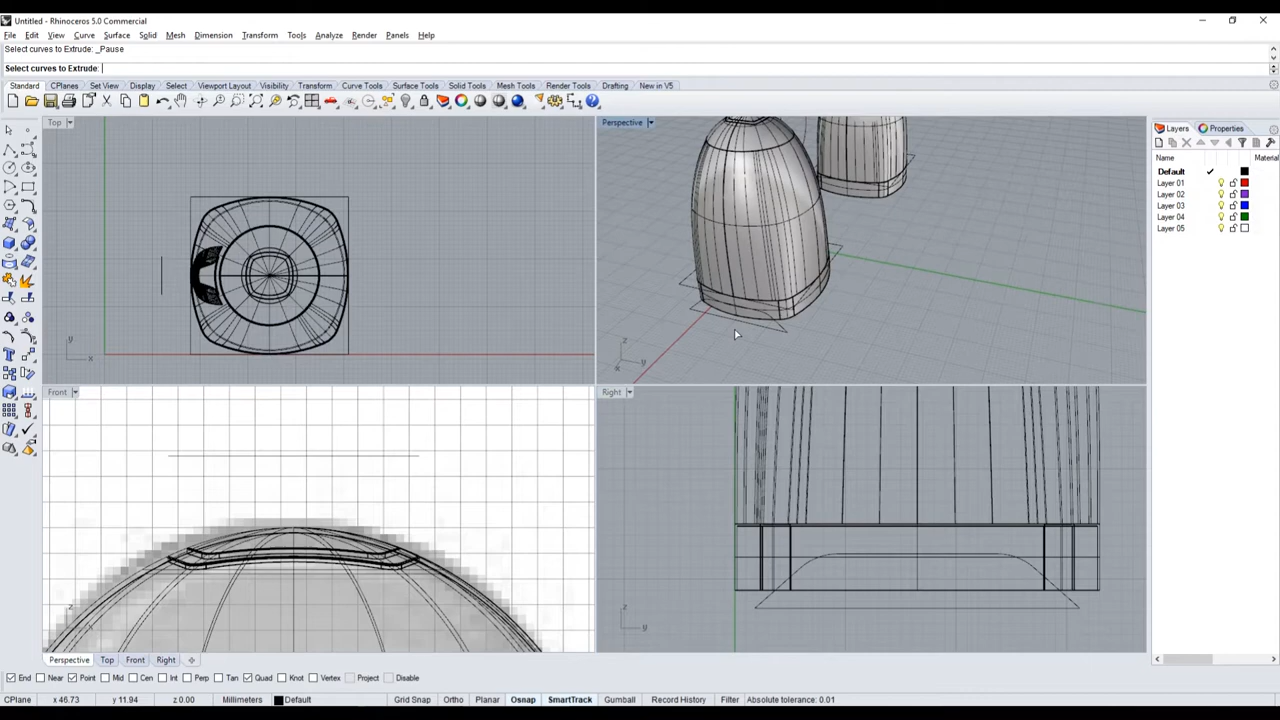 Untitled - Rhinoceros 5.0 Commercial
File Edit View Curve Surface Solid Mesh Dimension Transform Tools Analyze Render Panels Help
Select curves to Extrude: _Pause
Select curves to Extrude:
Standard CPlanes Set View Display Select Viewport Layout Visibility Transform Curve Tools Surface Tools Solid Tools Mesh Tools Render Tools Drafting New in V5
Top
Perspective
Layers Properties
Name Material
Default
Layer 01
Layer 02
Layer 03
Layer 04
Layer 05
y
x
z
y
x
Front
Right
z
x
z
y
Perspective Top Front Right
End Near Point Mid Cen Int Perp Tan Quad Knot Vertex Project Disable
CPlane x 46.73 y 11.94 z 0.00 Millimeters Default Grid Snap Ortho Planar Osnap SmartTrack Gumball Record History Filter Absolute tolerance: 0.01